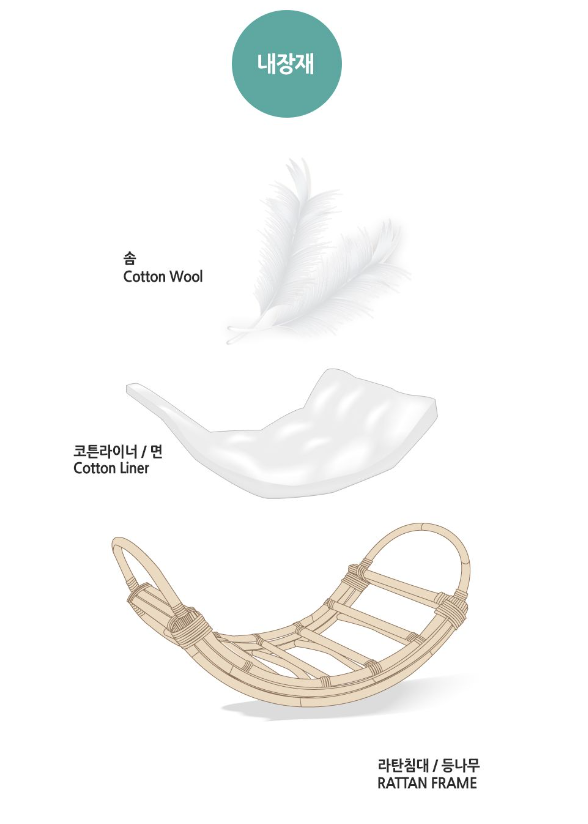 내장재
솜
Cotton Wool
코튼라이너 / 면
Cotton Liner
라탄침대 / 등나무
RATTAN FRAME